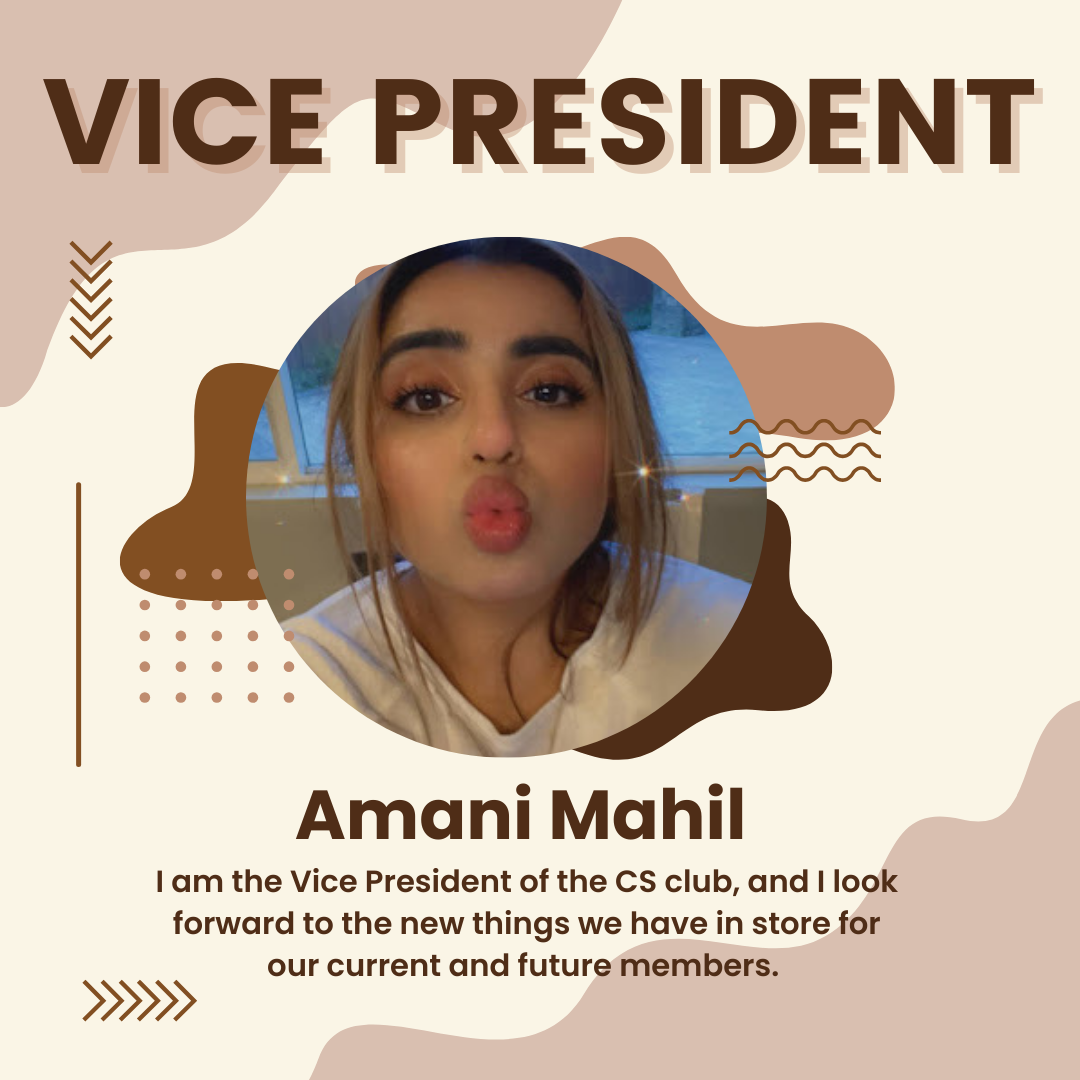 VICE PRESIDENT
Amani Mahil
I am the Vice President of the CS club, and I look
forward to the new things we have in store for
our current and future members.